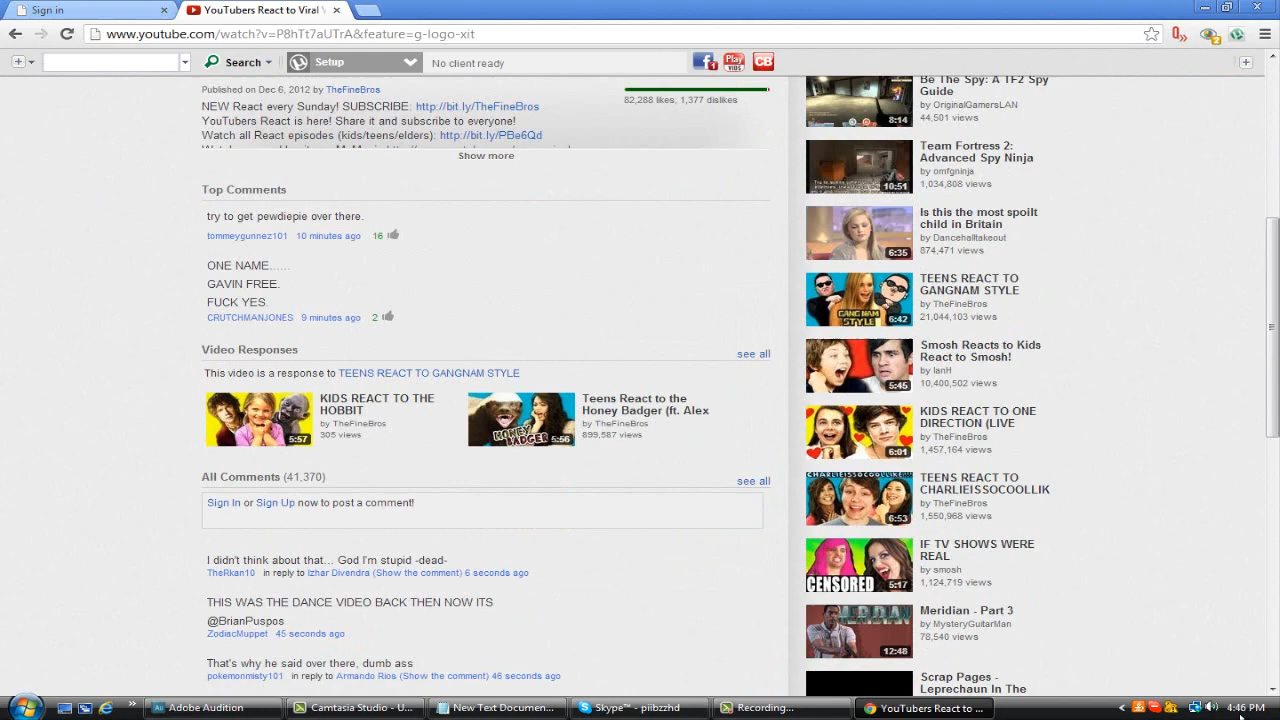 Sign in
YouTubers React to Viral V
www.youtube.com/watch?v=P8hTt7aUTrA&feature=g-logo-xit
Search
Setup
No client ready
Published on Dec 6, 2012 by TheFineBros
82,288 likes, 1,377 dislikes
NEW React every Sunday! SUBSCRIBE: http://bit.ly/TheFineBros
YouTubers React is here! Share it and subscribe to everyone!
Watch all React episodes (kids/teens/elders): http://bit.ly/PBe6Qd
Show more
Top Comments
try to get pewdiepie over there.
tommeygunnez101 10 minutes ago 16
ONE NAME......
GAVIN FREE.
FUCK YES.
CRUTCHMANJONES 9 minutes ago 2
Video Responses
see all
This video is a response to TEENS REACT TO GANGNAM STYLE
5:57
KIDS REACT TO THE
HOBBIT
by TheFineBros
305 views
HONEY
BADGER
5:56
Teens React to the
Honey Badger (ft. Alex
by TheFineBros
899,587 views
All Comments (41,370)
see all
Sign In or Sign Up now to post a comment!
I didn't think about that... God I'm stupid -dead-
TheRkan10 in reply to Izhar Divendra (Show the comment) 6 seconds ago
THIS WAS THE DANCE VIDEO BACK THEN NOW ITS
@BrianPuspos
ZodiacMuppet 45 seconds ago
That's why he said over there, dumb ass
pokemonmisty101 in reply to Armando Rios (Show the comment) 46 seconds ago
8:14
Be The Spy: A TF2 Spy
Guide
by OriginalGamersLAN
44,501 views
10:51
Team Fortress 2:
Advanced Spy Ninja
by omfgninja
1,034,808 views
6:35
Is this the most spoilt
child in Britain
by Dancehalltakeout
874,471 views
GANGNAM
STYLE
6:42
TEENS REACT TO
GANGNAM STYLE
by TheFineBros
21,044,103 views
5:45
Smosh Reacts to Kids
React to Smosh!
by IanH
10,400,502 views
6:01
KIDS REACT TO ONE
DIRECTION (LIVE
by TheFineBros
1,457,164 views
CHARLIEISSOCOOLLIKE
6:53
TEENS REACT TO
CHARLIEISSOCOOLLIK
by TheFineBros
1,550,968 views
CENSORED
5:17
IF TV SHOWS WERE
REAL
by smosh
1,124,719 views
MERIDIAN
12:48
Meridian - Part 3
by MysteryGuitarMan
78,540 views
Scrap Pages -
Leprechaun In The
Adobe Audition
Camtasia Studio - U...
New Text Documen...
Skype™ - piibzzhd
Recording...
YouTubers React to ...
4:46 PM